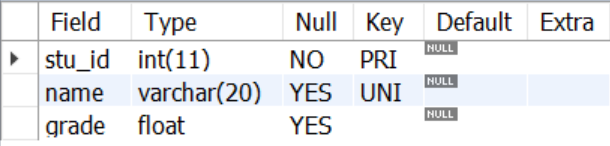 Field Type Null Key Default Extra
stu_id int(11) NO PRI NULL
name varchar(20) YES UNI NULL
grade float YES NULL